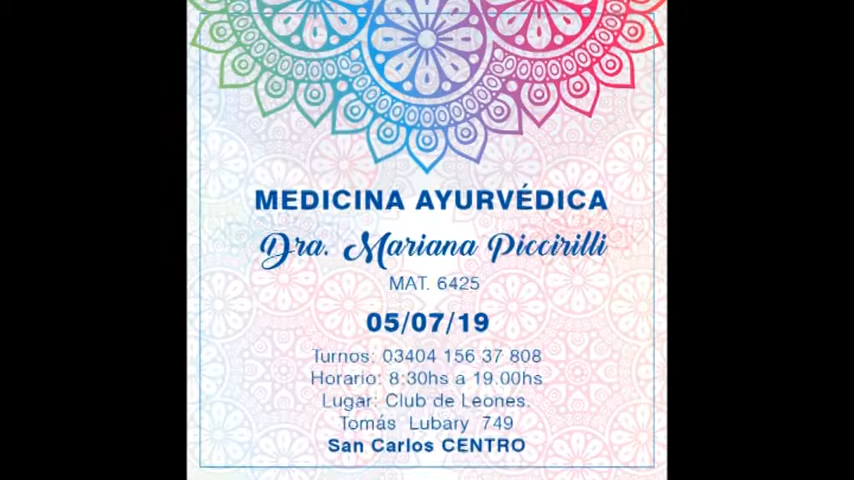 MEDICINA AYURVÉDICA
Dra. Mariana Piccirilli
MAT. 6425
05/07/19
Turnos: 03404 156 37 808
Horario: 8:30hs a 19.00hs
Lugar: Club de Leones.
Tomás Lubary 749
San Carlos CENTRO